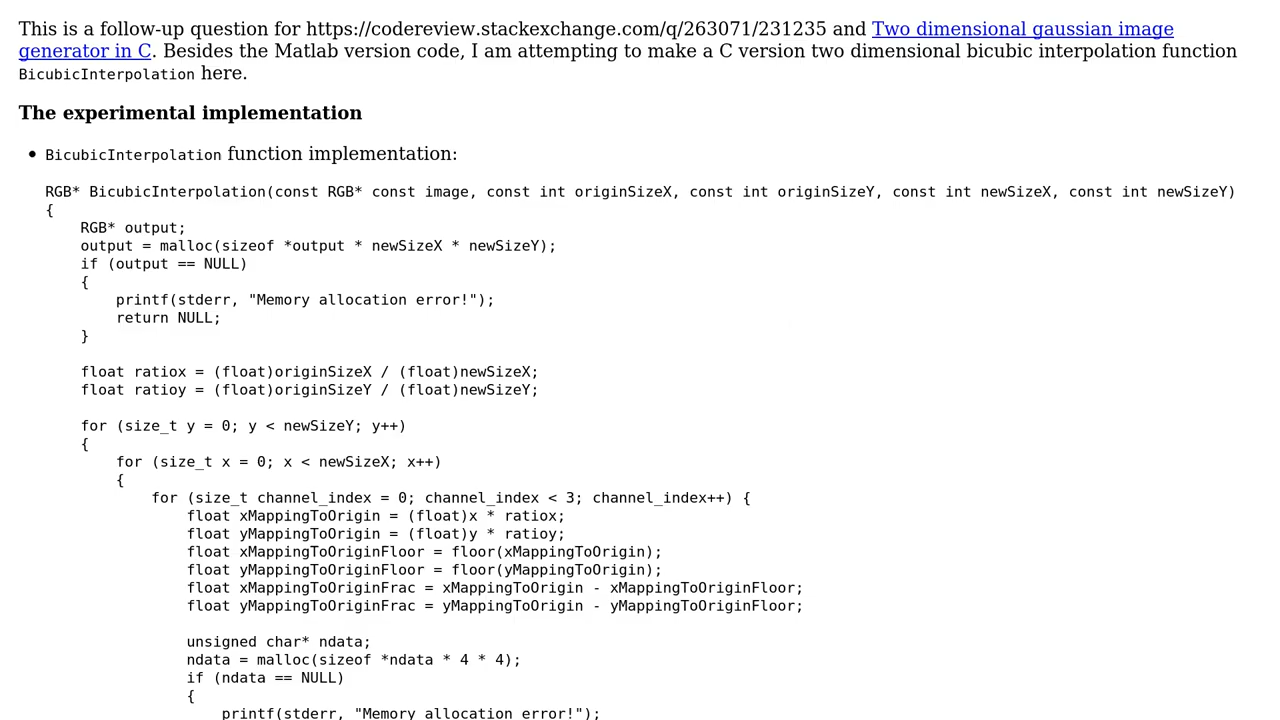 This is a follow-up question for https://codereview.stackexchange.com/q/263071/231235 and Two dimensional gaussian image
generator in C. Besides the Matlab version code, I am attempting to make a C version two dimensional bicubic interpolation function
BicubicInterpolation here.
The experimental implementation
• BicubicInterpolation function implementation:
RGB* BicubicInterpolation(const RGB* const image, const int originSizeX, const int originSizeY, const int newSizeX, const int newSizeY)
{
    RGB* output;
    output = malloc(sizeof *output * newSizeX * newSizeY);
    if (output == NULL)
    {
        printf(stderr, "Memory allocation error!");
        return NULL;
    }
    float ratiox = (float)originSizeX / (float)newSizeX;
    float ratioy = (float)originSizeY / (float)newSizeY;
    for (size_t y = 0; y < newSizeY; y++)
    {
        for (size_t x = 0; x < newSizeX; x++)
        {
            for (size_t channel_index = 0; channel_index < 3; channel_index++) {
                float xMappingToOrigin = (float)x * ratiox;
                float yMappingToOrigin = (float)y * ratioy;
                float xMappingToOriginFloor = floor(xMappingToOrigin);
                float yMappingToOriginFloor = floor(yMappingToOrigin);
                float xMappingToOriginFrac = xMappingToOrigin - xMappingToOriginFloor;
                float yMappingToOriginFrac = yMappingToOrigin - yMappingToOriginFloor;
                unsigned char* ndata;
                ndata = malloc(sizeof *ndata * 4 * 4);
                if (ndata == NULL)
                {
                    printf(stderr, "Memory allocation error!");